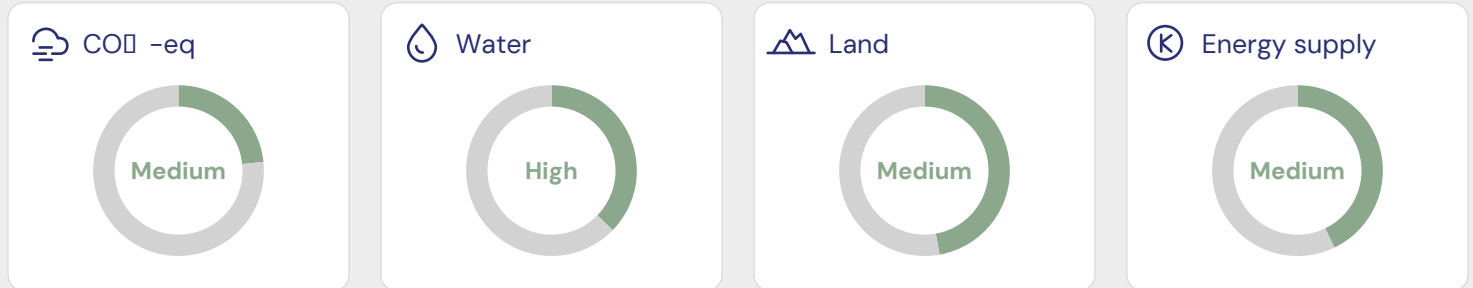 CO▯ -eq
Medium
Water
High
Land
Medium
Energy supply
Medium